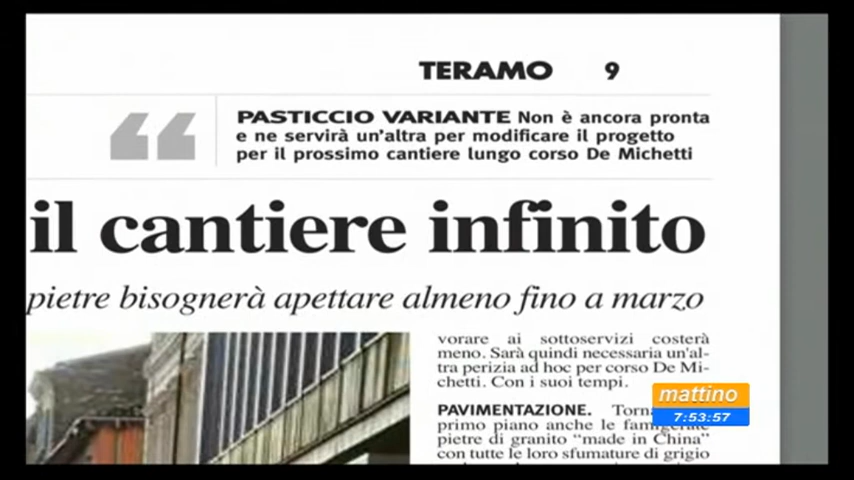 TERAMO 9
PASTICCIO VARIANTE Non è ancora pronta
e ne servirà un'altra per modificare il progetto
per il prossimo cantiere lungo corso De Michetti
il cantiere infinito
pietre bisognerà apettare almeno fino a marzo
vorare ai sottoservizi costerà
meno. Sarà quindi necessaria un'al-
tra perizia ad hoc per corso De Mi-
chetti. Con i suoi tempi.
PAVIMENTAZIONE.
primo piano anche le famigerate
pietre di granito “made in China”
con tutte le loro sfumature di grigio
mattino
7:53:57